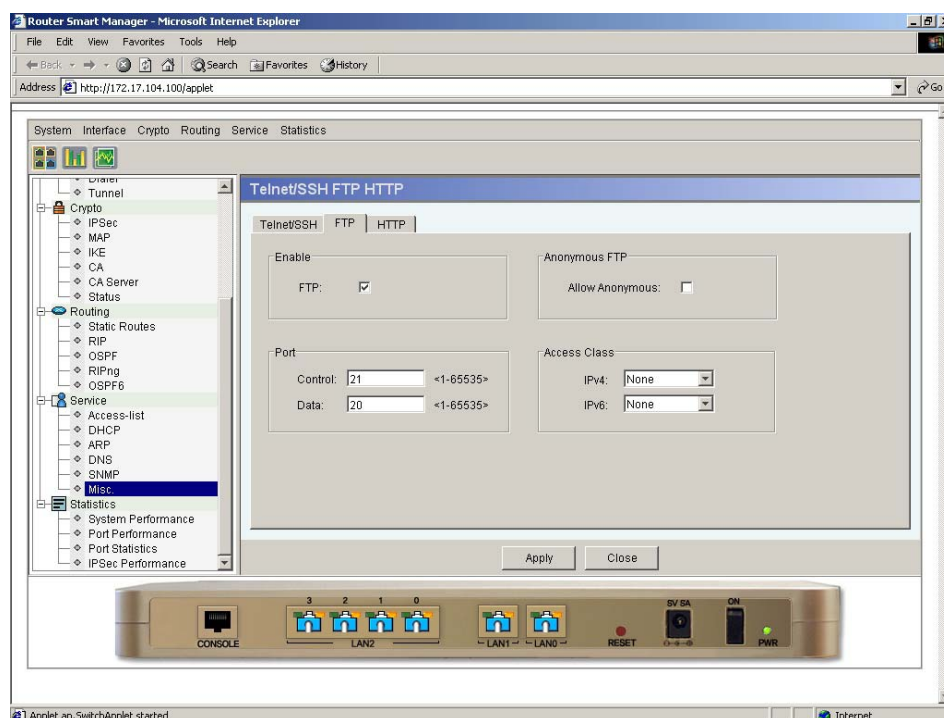 Router Smart Manager - Microsoft Internet Explorer
File Edit View Favorites Tools Help
Back Search Favorites History
Address http://172.17.104.100/applet Go
System Interface Crypto Routing Service Statistics
Dialer
Tunnel
Crypto
IPSec
MAP
IKE
CA
CA Server
Status
Routing
Static Routes
RIP
OSPF
RIPng
OSPF6
Service
Access-list
DHCP
ARP
DNS
SNMP
Misc.
Statistics
System Performance
Port Performance
Port Statistics
IPSec Performance
Telnet/SSH FTP HTTP
Telnet/SSH FTP HTTP
Enable
FTP:
Anonymous FTP
Allow Anonymous:
Port
Control: 21 <1-65535>
Data: 20 <1-65535>
Access Class
IPv4: None
IPv6: None
Apply Close
3 2 1 0
5V 5A ON
CONSOLE LAN2 LAN1 LAN0 RESET PWR
Applet ap.SwitchApplet started Internet